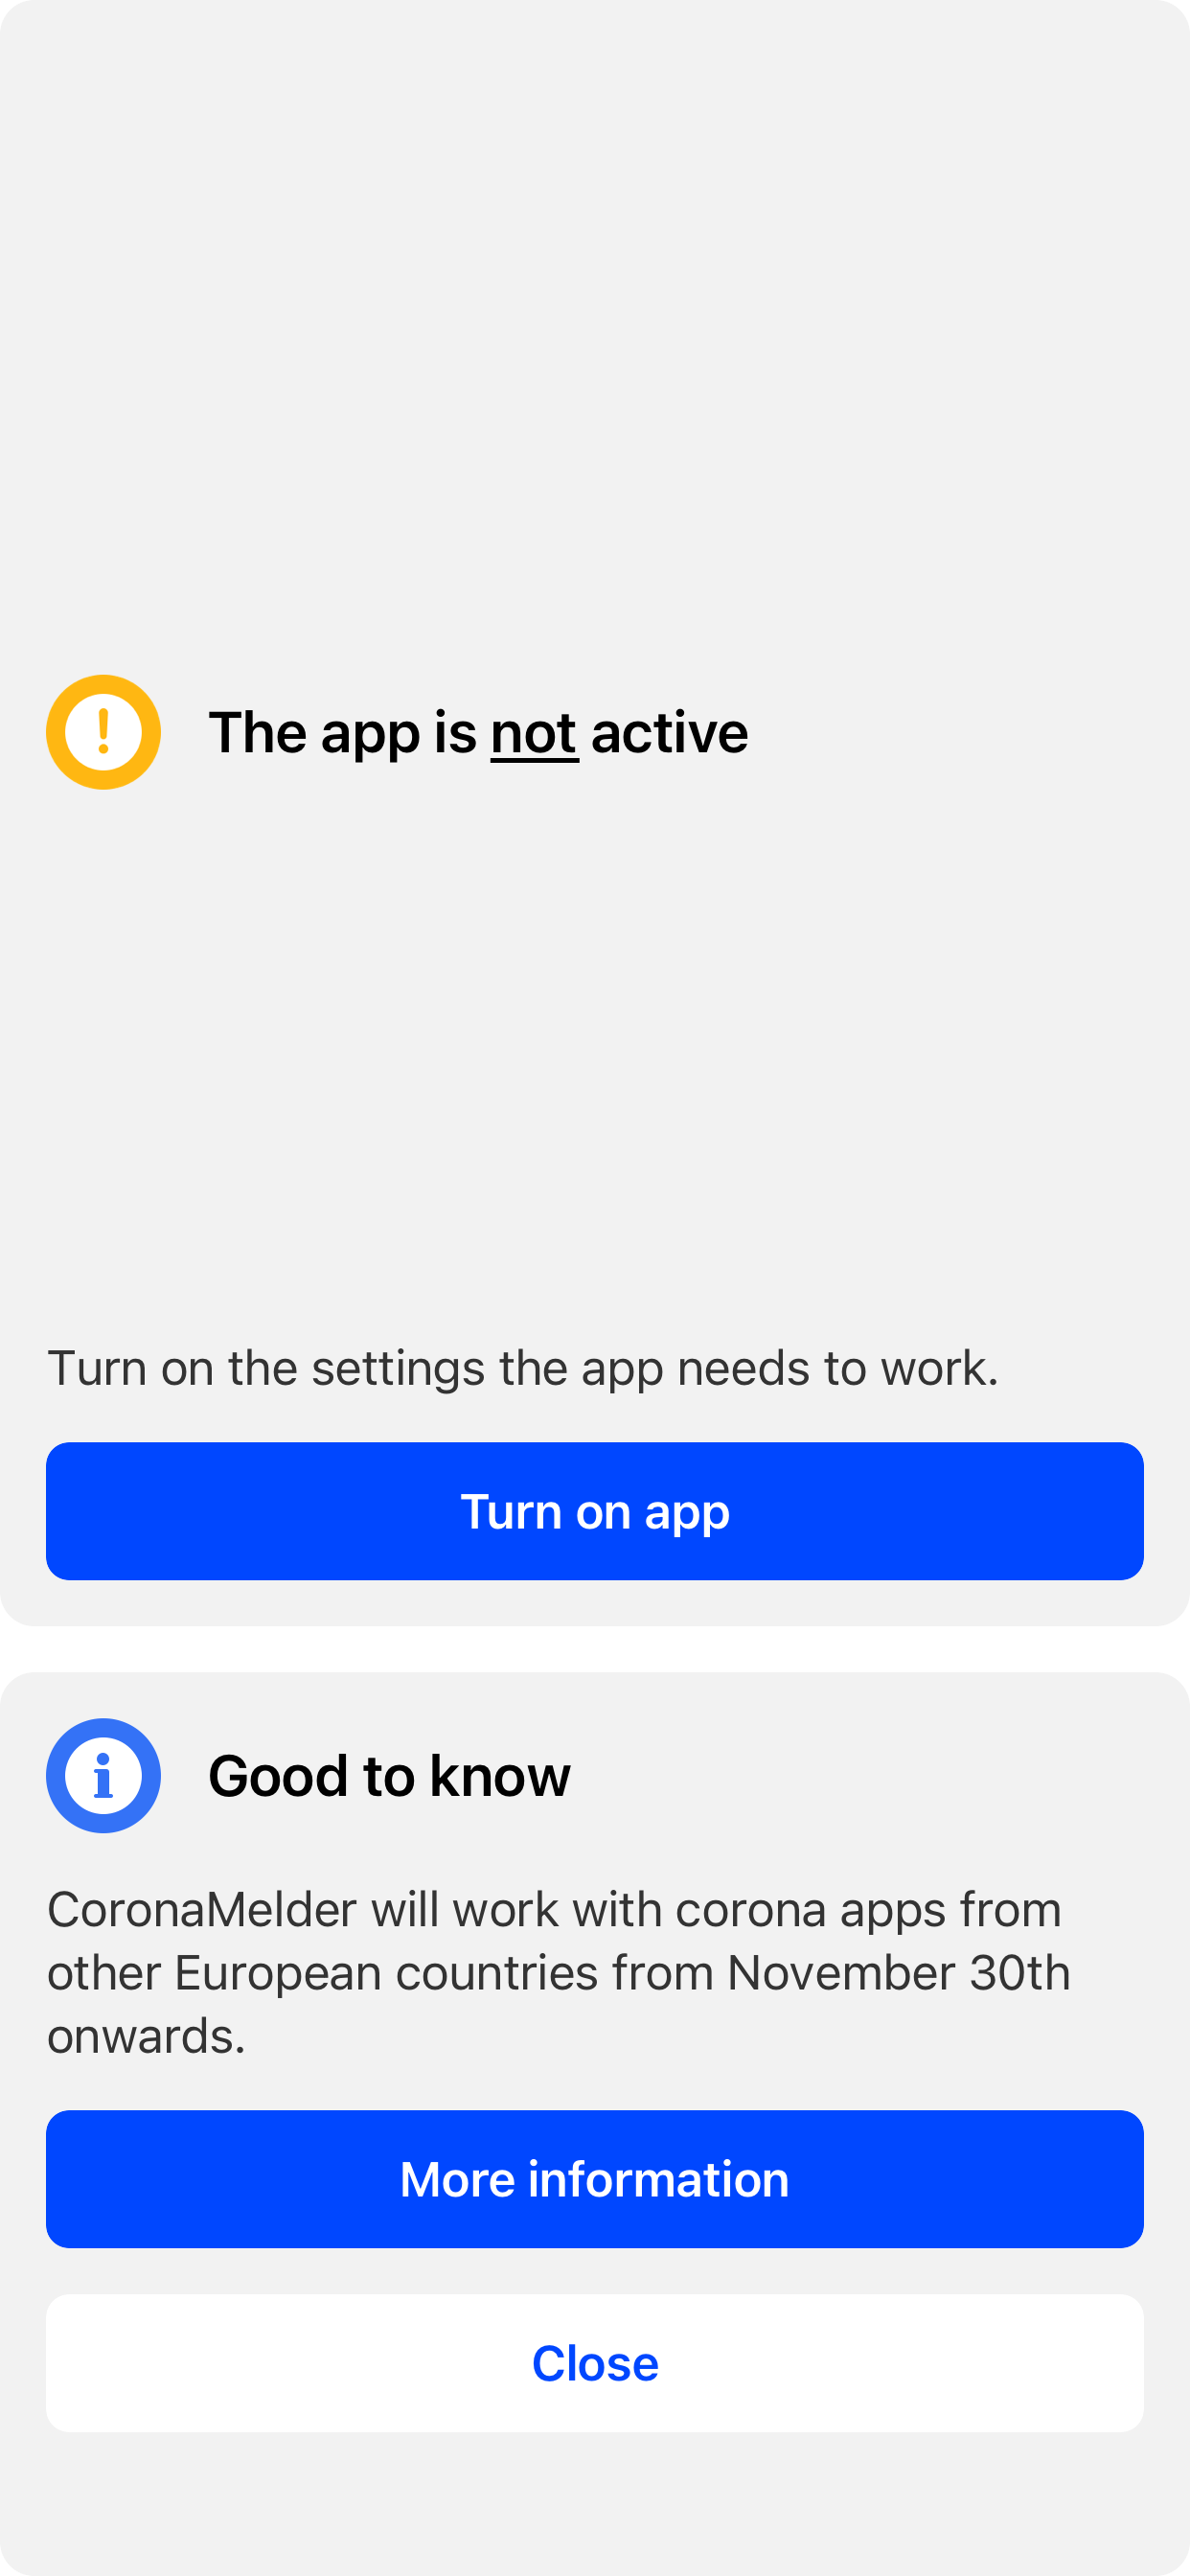 The app is not active
Turn on the settings the app needs to work.
Turn on app
Good to know
CoronaMelder will work with corona apps from
other European countries from November 30th
onwards.
More information
Close